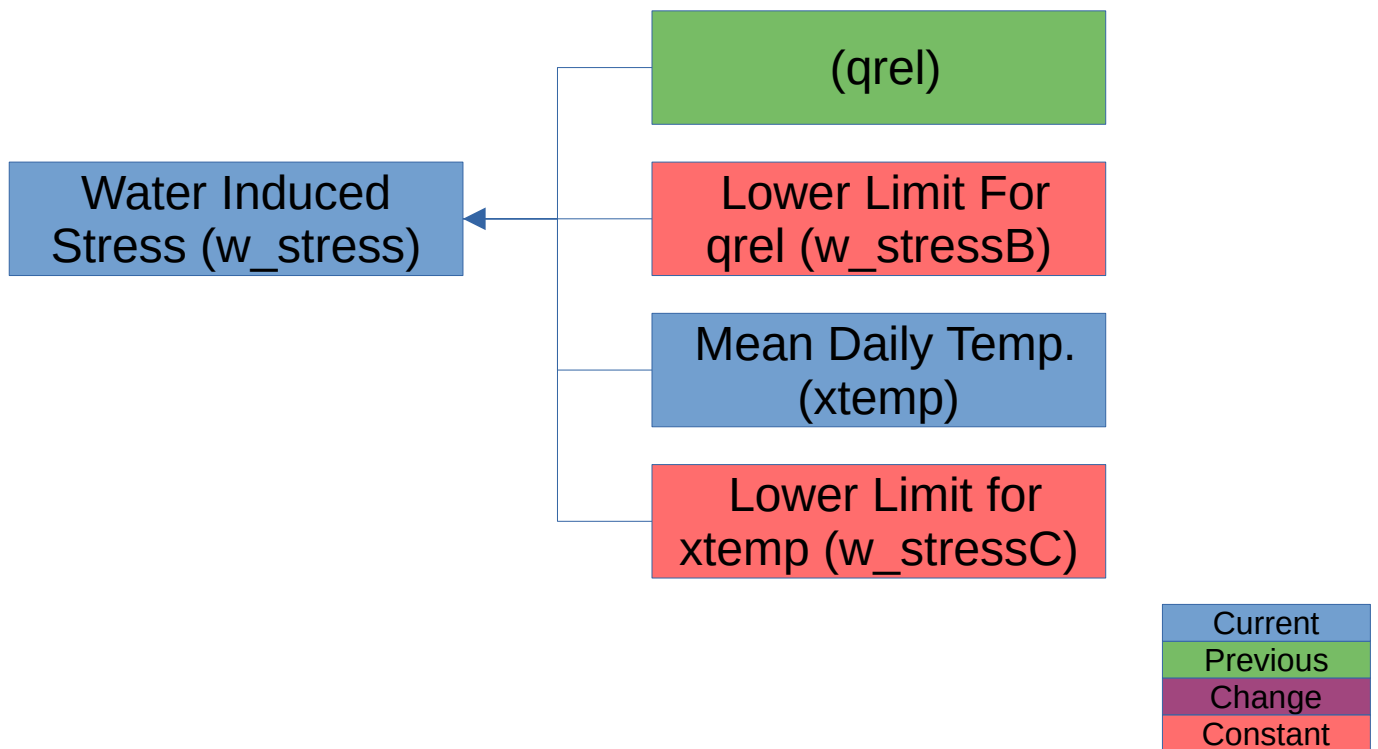 (qrel)
Water Induced
Stress (w_stress)
Lower Limit For
qrel (w_stressB)
Mean Daily Temp.
(xtemp)
Lower Limit for
xtemp (w_stressC)
Current
Previous
Change
Constant